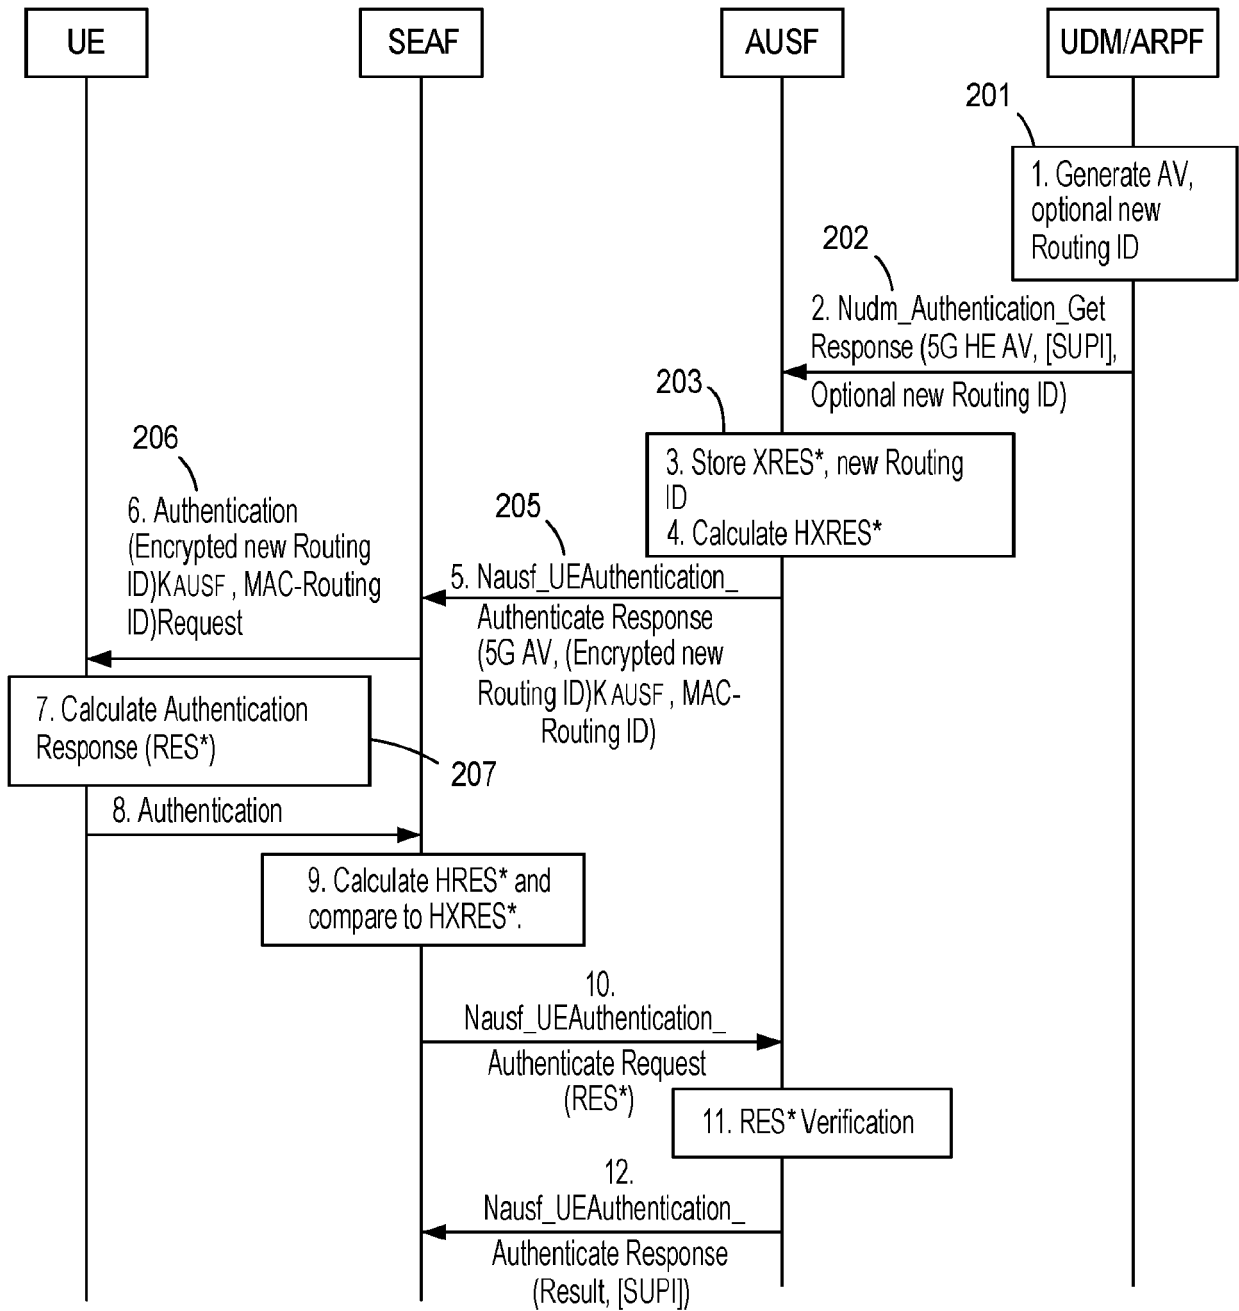 UE
SEAF
AUSF
UDM/ARPF
201
1. Generate AV,
optional new
Routing ID
202
2. Nudm_Authentication_Get
Response (5G HE AV, [SUPI],
Optional new Routing ID)
203
3. Store XRES*, new Routing
ID
4. Calculate HXRES*
205
5. Nausf_UEAuthentication_
Authenticate Response
(5G AV, (Encrypted new
Routing ID)KAUSF, MAC-
Routing ID)
206
6. Authentication
(Encrypted new Routing
ID)KAUSF, MAC-Routing
ID)Request
7. Calculate Authentication
Response (RES*)
207
8. Authentication
9. Calculate HRES* and
compare to HXRES*.
10.
Nausf_UEAuthentication_
Authenticate Request
(RES*)
11. RES* Verification
12.
Nausf_UEAuthentication_
Authenticate Response
(Result, [SUPI])